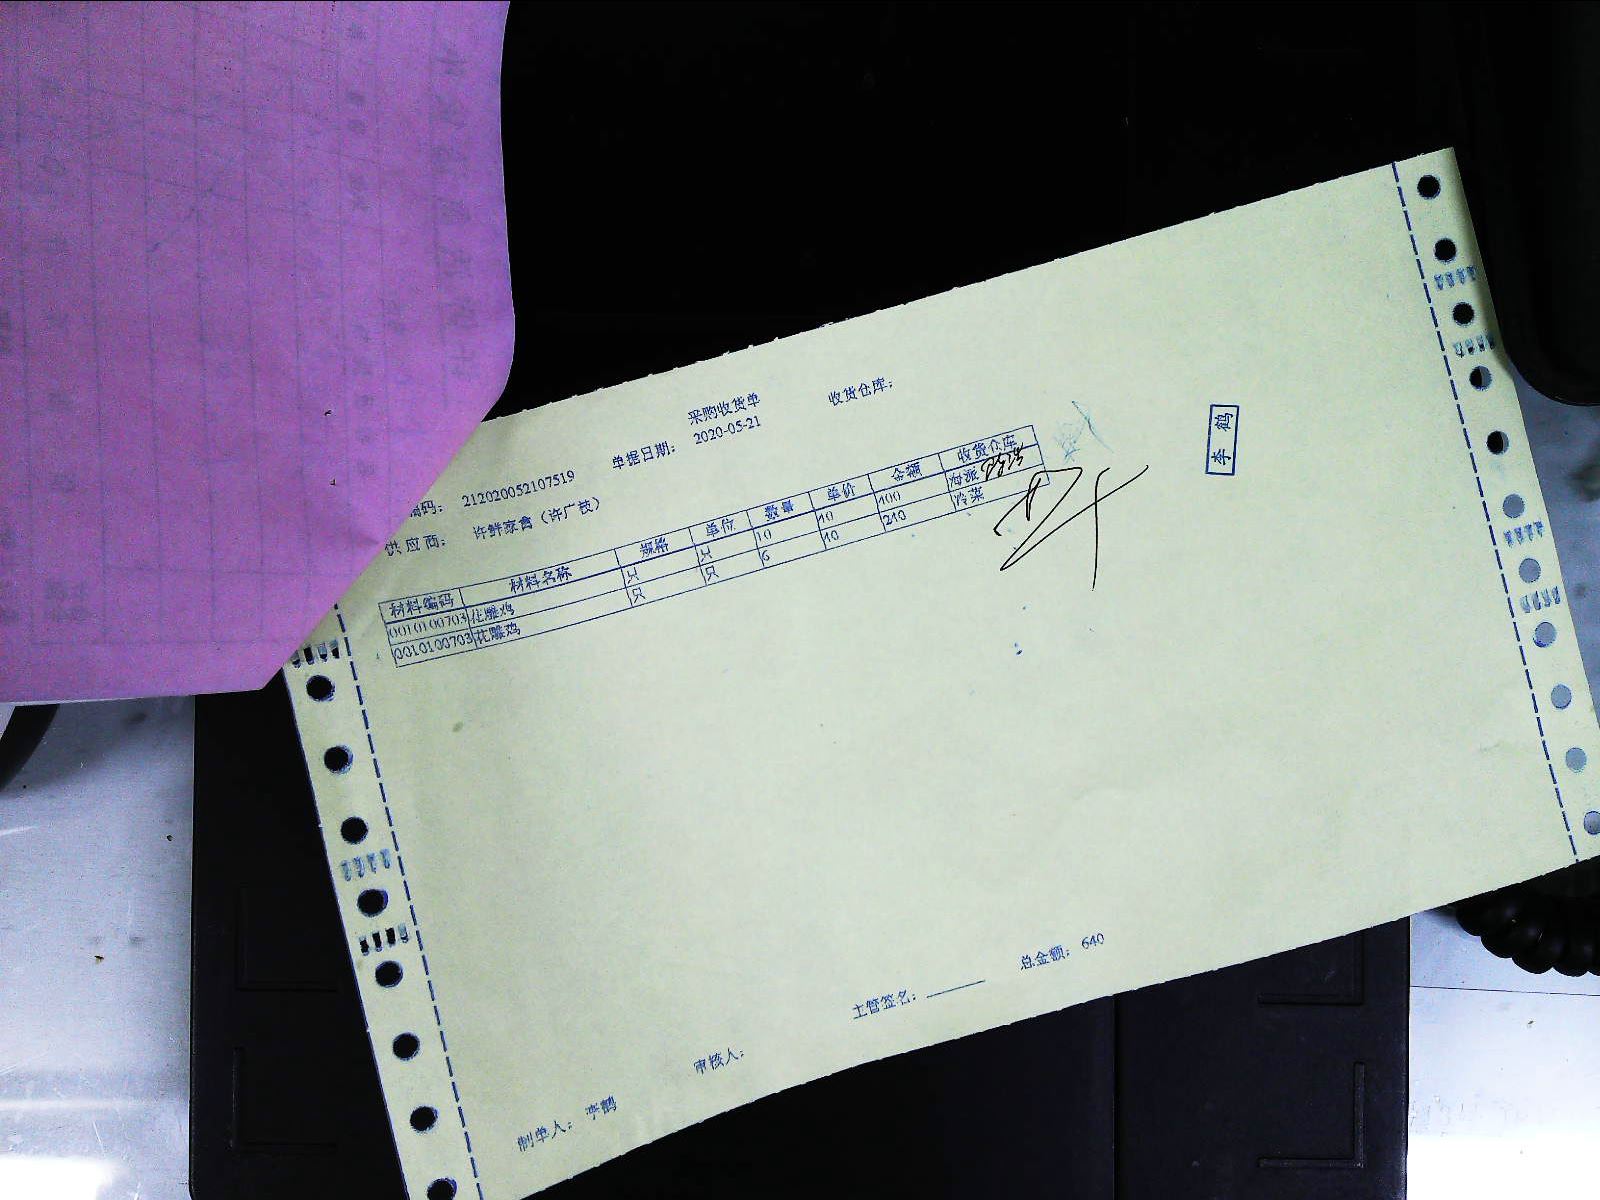 采购收货单 收货仓库：
编码： 212020052107519 单据日期： 2020-05-21
供应商： 许鲜家禽（许广技）
材料编码 材料名称 规格 单位 数量 单价 金额 收货仓库
0010100703 花雕鸡 只 只 10 40 400 海派
0010100703 花雕鸡 只 只 6 40 240 冷菜
李鹤
制单人： 李鹤 审核人： 主管签名： 总金额： 640